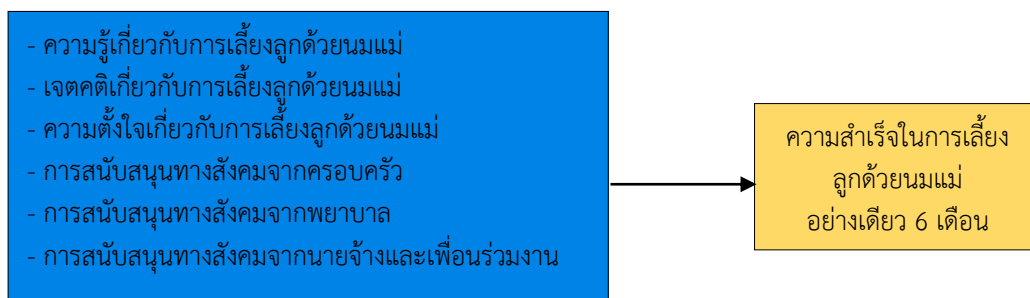 - ความรู้เกี่ยวกับการเลี้ยงลูกด้วยนมแม่
- เจตคติเกี่ยวกับการเลี้ยงลูกด้วยนมแม่
- ความตั้งใจเกี่ยวกับการเลี้ยงลูกด้วยนมแม่
- การสนับสนุนทางสังคมจากครอบครัว
- การสนับสนุนทางสังคมจากพยาบาล
- การสนับสนุนทางสังคมจากนายจ้างและเพื่อนร่วมงาน
ความสำเร็จในการเลี้ยง
ลูกด้วยนมแม่
อย่างเดียว 6 เดือน